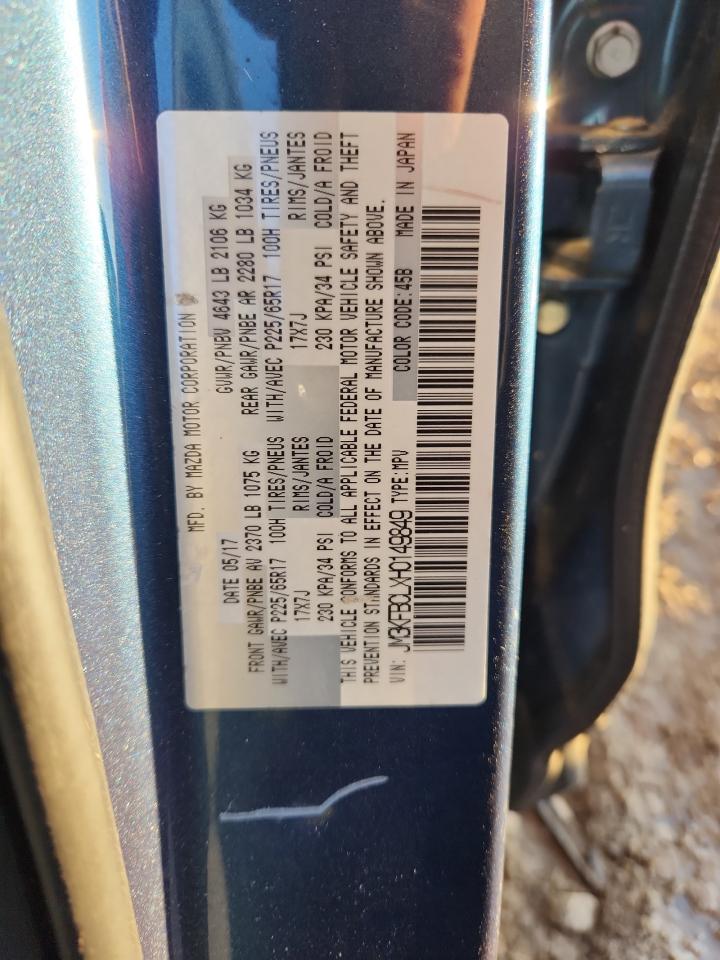 MFD. BY MAZDA MOTOR CORPORATION
DATE 05/17 GVWR/PNBV 4643 LB 2106 KG
FRONT GAWR/PNBE AV 2370 LB 1075 KG REAR GAWR/PNBE AR 2280 LB 1034 KG
WITH/AVEC P225/65R17 100H TIRES/PNEUS WITH/AVEC P225/65R17 100H TIRES/PNEUS
17X7J RIMS/JANTES 17X7J RIMS/JANTES
230 KPA/34 PSI COLD/A FROID 230 KPA/34 PSI COLD/A FROID
THIS VEHICLE CONFORMS TO ALL APPLICABLE FEDERAL MOTOR VEHICLE SAFETY AND THEFT
PREVENTION STANDARDS IN EFFECT ON THE DATE OF MANUFACTURE SHOWN ABOVE.
VIN: JM3KFBCLXH0149849 TYPE:MPV COLOR CODE:45B MADE IN JAPAN